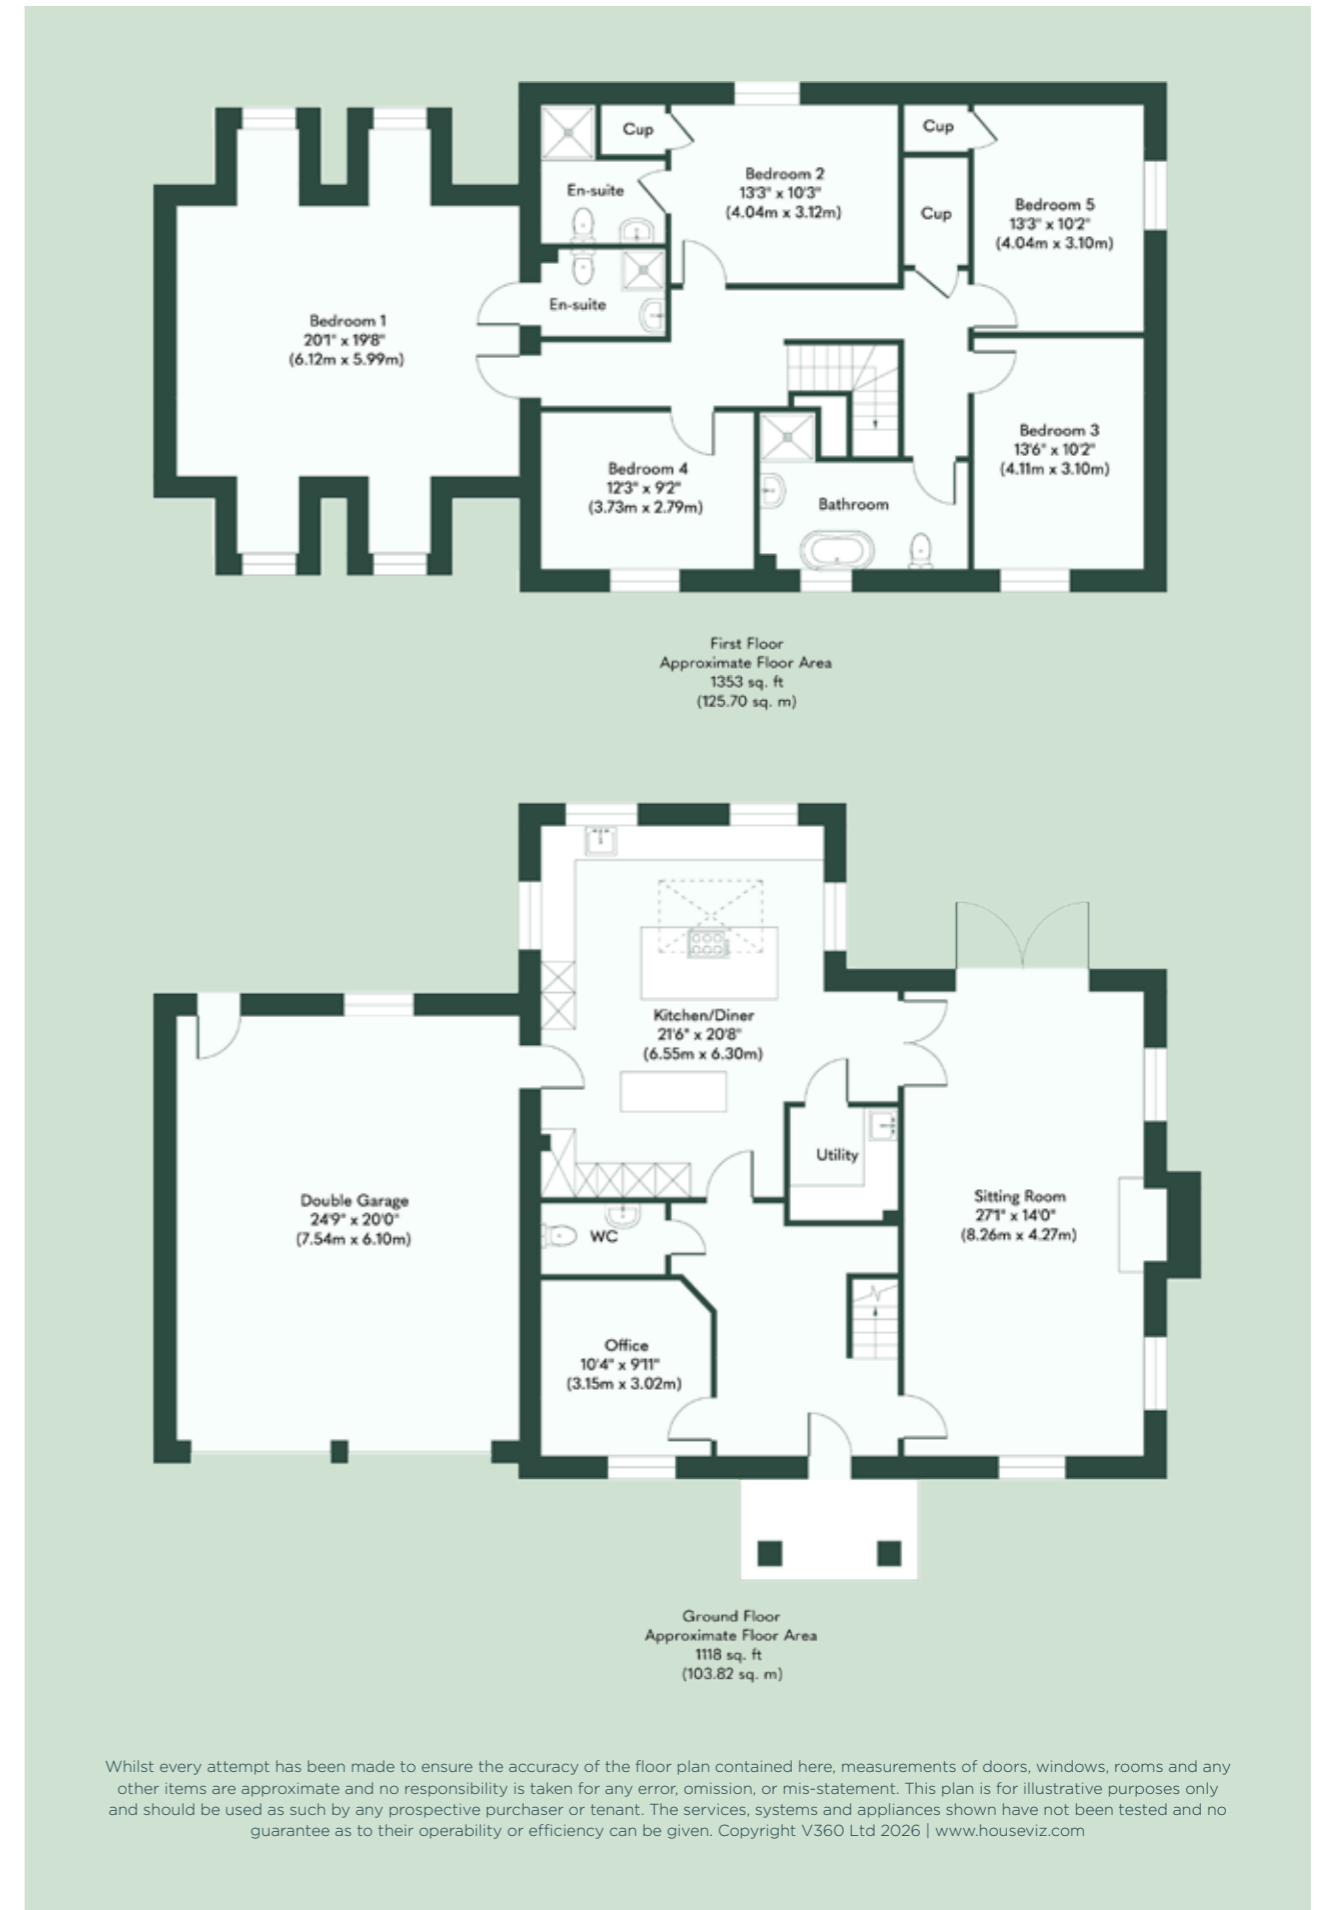 Cup
Cup
Bedroom 2
13'3" x 10'3"
(4.04m x 3.12m)
En-suite
Bedroom 5
13'3" x 10'2"
(4.04m x 3.10m)
Cup
En-suite
Bedroom 1
20'1" x 19'8"
(6.12m x 5.99m)
Bedroom 3
13'6" x 10'2"
(4.11m x 3.10m)
Bedroom 4
12'3" x 9'2"
(3.73m x 2.79m)
Bathroom
First Floor
Approximate Floor Area
1353 sq. ft
(125.70 sq. m)
Kitchen/Diner
21'6" x 20'8"
(6.55m x 6.30m)
Utility
Double Garage
24'9" x 20'0"
(7.54m x 6.10m)
Sitting Room
27'1" x 14'0"
(8.26m x 4.27m)
WC
Office
10'4" x 9'11"
(3.15m x 3.02m)
Ground Floor
Approximate Floor Area
1118 sq. ft
(103.82 sq. m)
Whilst every attempt has been made to ensure the accuracy of the floor plan contained here, measurements of doors, windows, rooms and any
other items are approximate and no responsibility is taken for any error, omission, or mis-statement. This plan is for illustrative purposes only
and should be used as such by any prospective purchaser or tenant. The services, systems and appliances shown have not been tested and no
guarantee as to their operability or efficiency can be given. Copyright V360 Ltd 2026 | www.houseviz.com